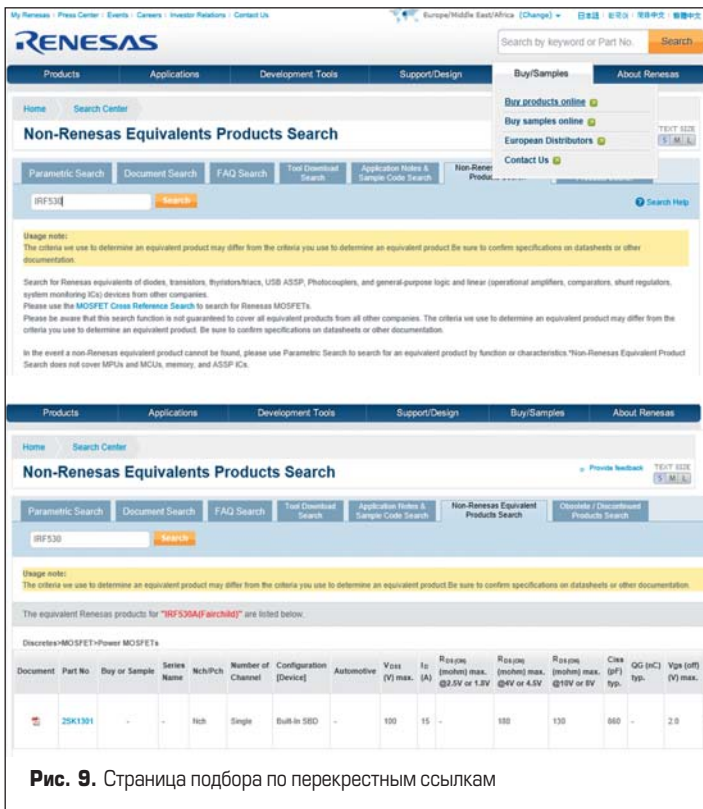 My Renesas | Press Center | Events | Careers | Investor Relations | Contact Us
Europe/Middle East/Africa (Change)
日本語 | 한국어 | 简体中文 | 繁體中文
RENESAS
Search by keyword or Part No.
Search
Products
Applications
Development Tools
Support/Design
Buy/Samples
About Renesas
Buy products online
Buy samples online
European Distributors
Contact Us
Home
Search Center
Non-Renesas Equivalents Products Search
TEXT SIZE
S M L
Parametric Search
Document Search
FAQ Search
Tool Download Search
Application Notes & Sample Code Search
Non-Renes
Produ
IRF530
Search
Search Help
Usage note:
The criteria we use to determine an equivalent product may differ from the criteria you use to determine an equivalent product.Be sure to confirm specifications on datasheets or other
documentation.
Search for Renesas equivalents of diodes, transistors, thyristors/triacs, USB ASSP, Photocouplers, and general-purpose logic and linear (operational amplifiers, comparators, shunt regulators,
system monitoring ICs) devices from other companies.
Please use the MOSFET Cross Reference Search to search for Renesas MOSFETs.
Please be aware that this search function is not guaranteed to cover all equivalent products from all other companies. The criteria we use to determine an equivalent product may differ from the
criteria you use to determine an equivalent product. Be sure to confirm specifications on datasheets or other documentation.
In the event a non-Renesas equivalent product cannot be found, please use Parametric Search to search for an equivalent product by function or characteristics.*Non-Renesas Equivalent Product
Search does not cover MPUs and MCUs, memory, and ASSP ICs.
Products
Applications
Development Tools
Support/Design
Buy/Samples
About Renesas
Home
Search Center
Non-Renesas Equivalents Products Search
Provide feedback
TEXT SIZE
S M L
Parametric Search
Document Search
FAQ Search
Tool Download Search
Application Notes & Sample Code Search
Non-Renesas Equivalent Products Search
Obsolete / Discontinued Products Search
IRF530
Search
Usage note:
The criteria we use to determine an equivalent product may differ from the criteria you use to determine an equivalent product.Be sure to confirm specifications on datasheets or other documentation.
The equivalent Renesas products for "IRF530A(Fairchild)" are listed below.
Discretes>MOSFET>Power MOSFETs
Document Part No Buy or Sample Series Name Nch/Pch Number of Channel Configuration [Device] Automotive VDSS (V) max. ID (A) RDS(ON) (mohm) max. @2.5V or 1.8V RDS(ON) (mohm) max. @4V or 4.5V RDS(ON) (mohm) max. @10V or 8V Ciss (pF) typ. QG (nC) typ. Vgs (off) (V) max.
2SK1301 - - Nch Single Built-In SBD - 100 15 - 180 130 860 - 2.0
Рис. 9. Страница подбора по перекрестным ссылкам